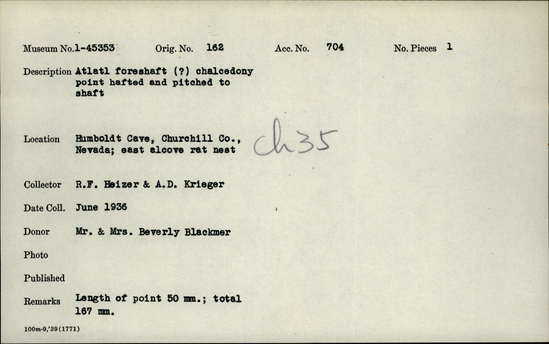 Museum No. 1-45353 Orig. No. 162 Acc. No. 704 No. Pieces 1
Description Atlatl foreshaft (?) chalcedony
point hafted and pitched to
shaft
Location Humboldt Cave, Churchill Co.,
Nevada; east alcove rat nest
ch35
Collector R.F. Heizer & A.D. Krieger
Date Coll. June 1936
Donor Mr. & Mrs. Beverly Blackmer
Photo
Published
Remarks Length of point 50 mm.; total
167 mm.
100m-9,'39(1771)